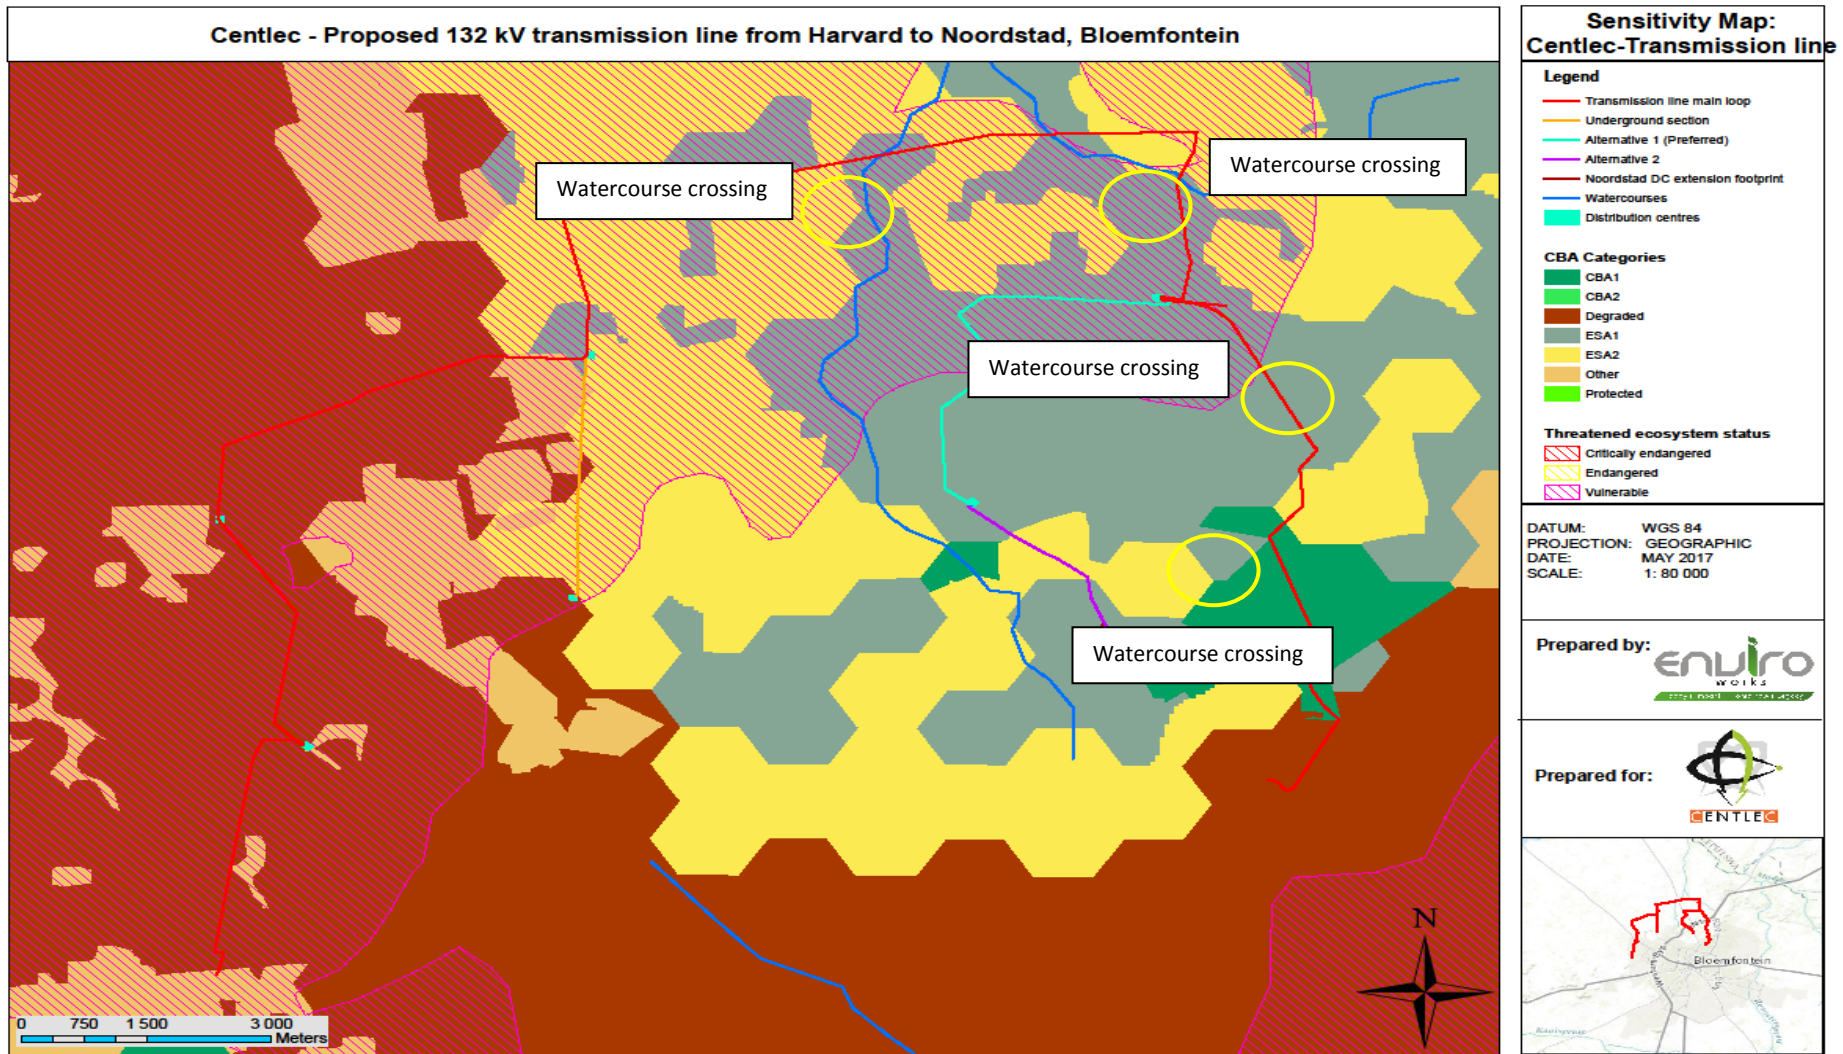 Centlec - Proposed 132 kV transmission line from Harvard to Noordstad, Bloemfontein
Watercourse crossing
Watercourse crossing
Watercourse crossing
Watercourse crossing
0 750 1 500 3 000
Meters
N
Sensitivity Map:
Centlec-Transmission line
Legend
Transmission line main loop
Underground section
Alternative 1 (Preferred)
Alternative 2
Noordstad DC extension footprint
Watercourses
Distribution centres
CBA Categories
CBA1
CBA2
Degraded
ESA1
ESA2
Other
Protected
Threatened ecosystem status
Critically endangered
Endangered
Vulnerable
DATUM: WGS 84
PROJECTION: GEOGRAPHIC
DATE: MAY 2017
SCALE: 1: 80 000
Prepared by:
enviro
works
Prepared for:
CENTLEC
Bloemfontein